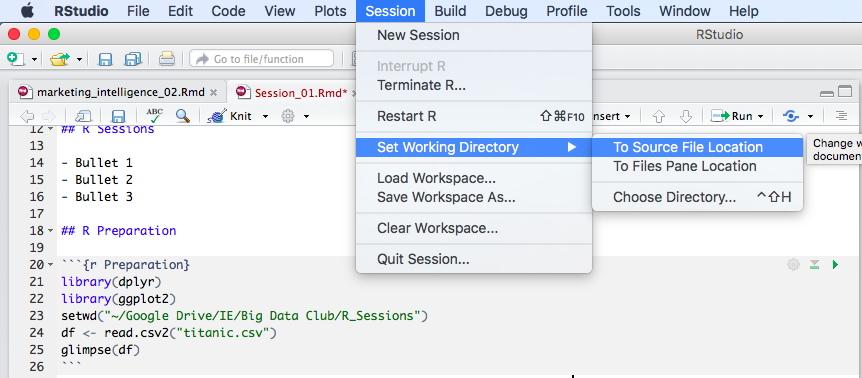 RStudio File Edit Code View Plots Session Build Debug Profile Tools Window Help
RStudio
Go to file/function
marketing_intelligence_02.Rmd Session_01.Rmd*
ABC Knit nsert Run
12 ## R Sessions
13
14 - Bullet 1
15 - Bullet 2
16 - Bullet 3
17
18 ## R Preparation
19
20 ```{r Preparation}
21 library(dplyr)
22 library(ggplot2)
23 setwd("~/Google Drive/IE/Big Data Club/R_Sessions")
24 df <- read.csv2("titanic.csv")
25 glimpse(df)
26 ```
New Session
Interrupt R
Terminate R...
Restart R ⇧⌘F10
Set Working Directory ▶
Load Workspace...
Save Workspace As...
Clear Workspace...
Quit Session...
To Source File Location
To Files Pane Location
Choose Directory... ^⇧H
Change w
documen